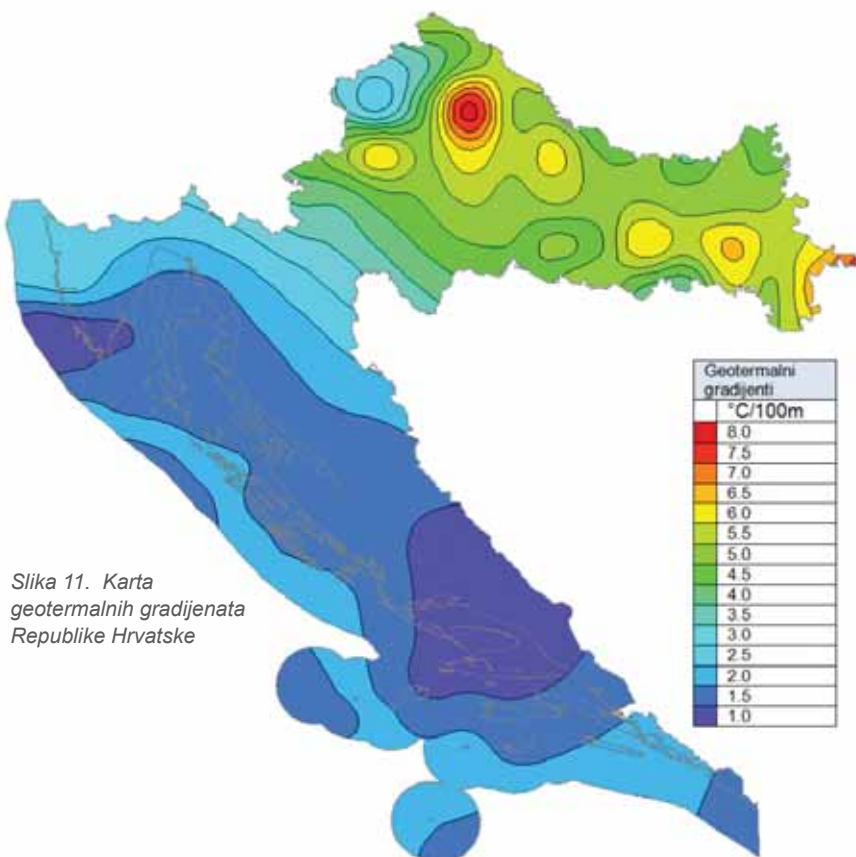 Geotermalni
gradijenti
°C/100m
8.0
7.5
7.0
6.5
6.0
5.5
5.0
4.5
4.0
3.5
3.0
2.5
2.0
1.5
1.0
Slika 11. Karta
geotermalnih gradijenata
Republike Hrvatske